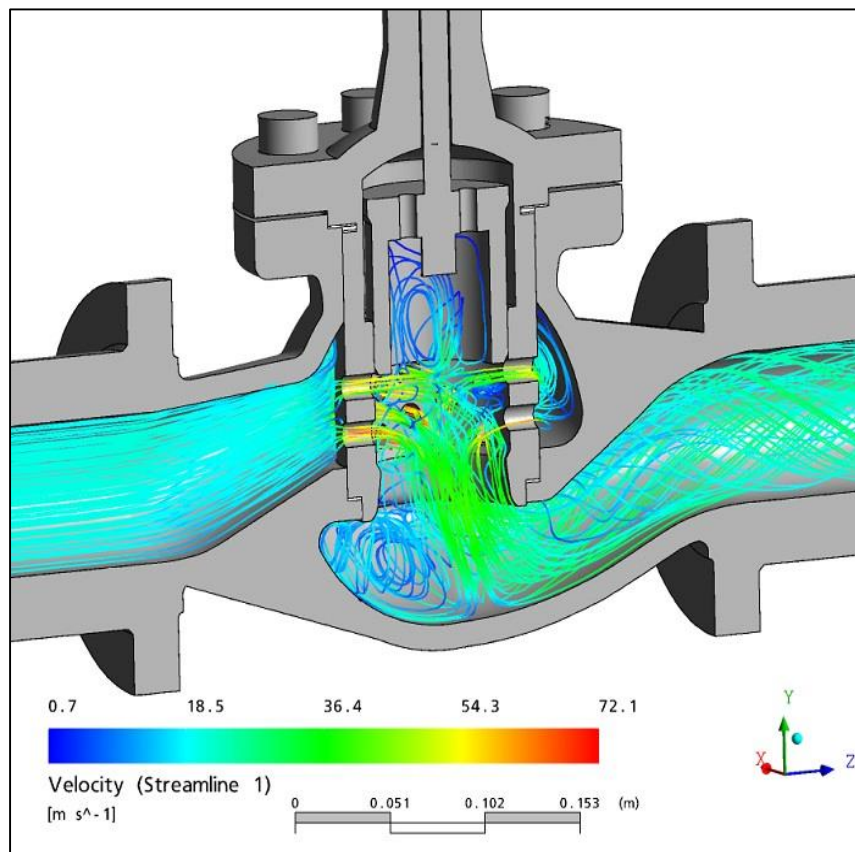 0.7 18.5 36.4 54.3 72.1
Velocity (Streamline 1)
[m s^-1]
0 0.051 0.102 0.153 (m)
Y
X
Z